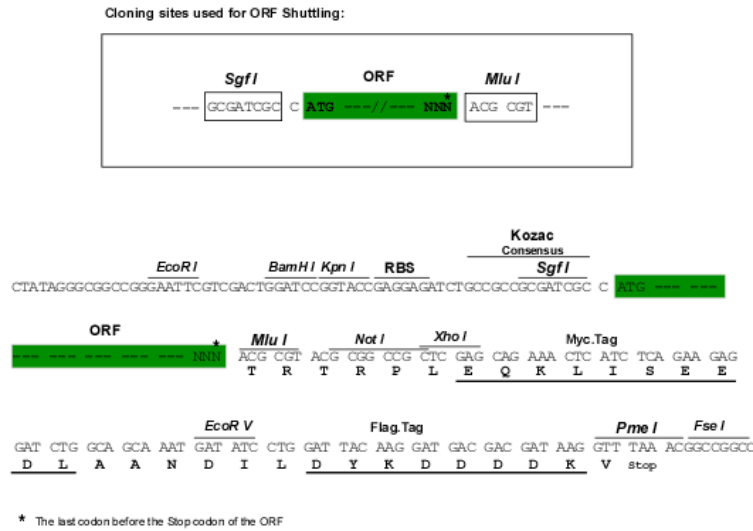 Cloning sites used for ORF Shuttling:
Sgf I ORF Mlu I
--- GCGATCGC C ATG ---//--- NNN* ACG CGT ---
Kozac
Consensus
EcoR I BamH I Kpn I RBS Sgf I
CTATAGGGCGGCCGGGAATTCGTCGACTGGATCCGGTACCGAGGAGATCTGCCGCCGCGATCGC C ATG --- ---
ORF Mlu I Not I Xho I Myc.Tag
--- --- --- --- --- --- NNN* ACG CGT ACG CGG CCG CTC GAG CAG AAA CTC ATC TCA GAA GAG
T R T R P L E Q K L I S E E
EcoR V Flag.Tag Pme I Fse I
GAT CTG GCA GCA AAT GAT ATC CTG GAT TAC AAG GAT GAC GAC GAT AAG GTT TAA ACGGCCGGCC
D L A A N D I L D Y K D D D D K V Stop
* The last codon before the Stop codon of the ORF